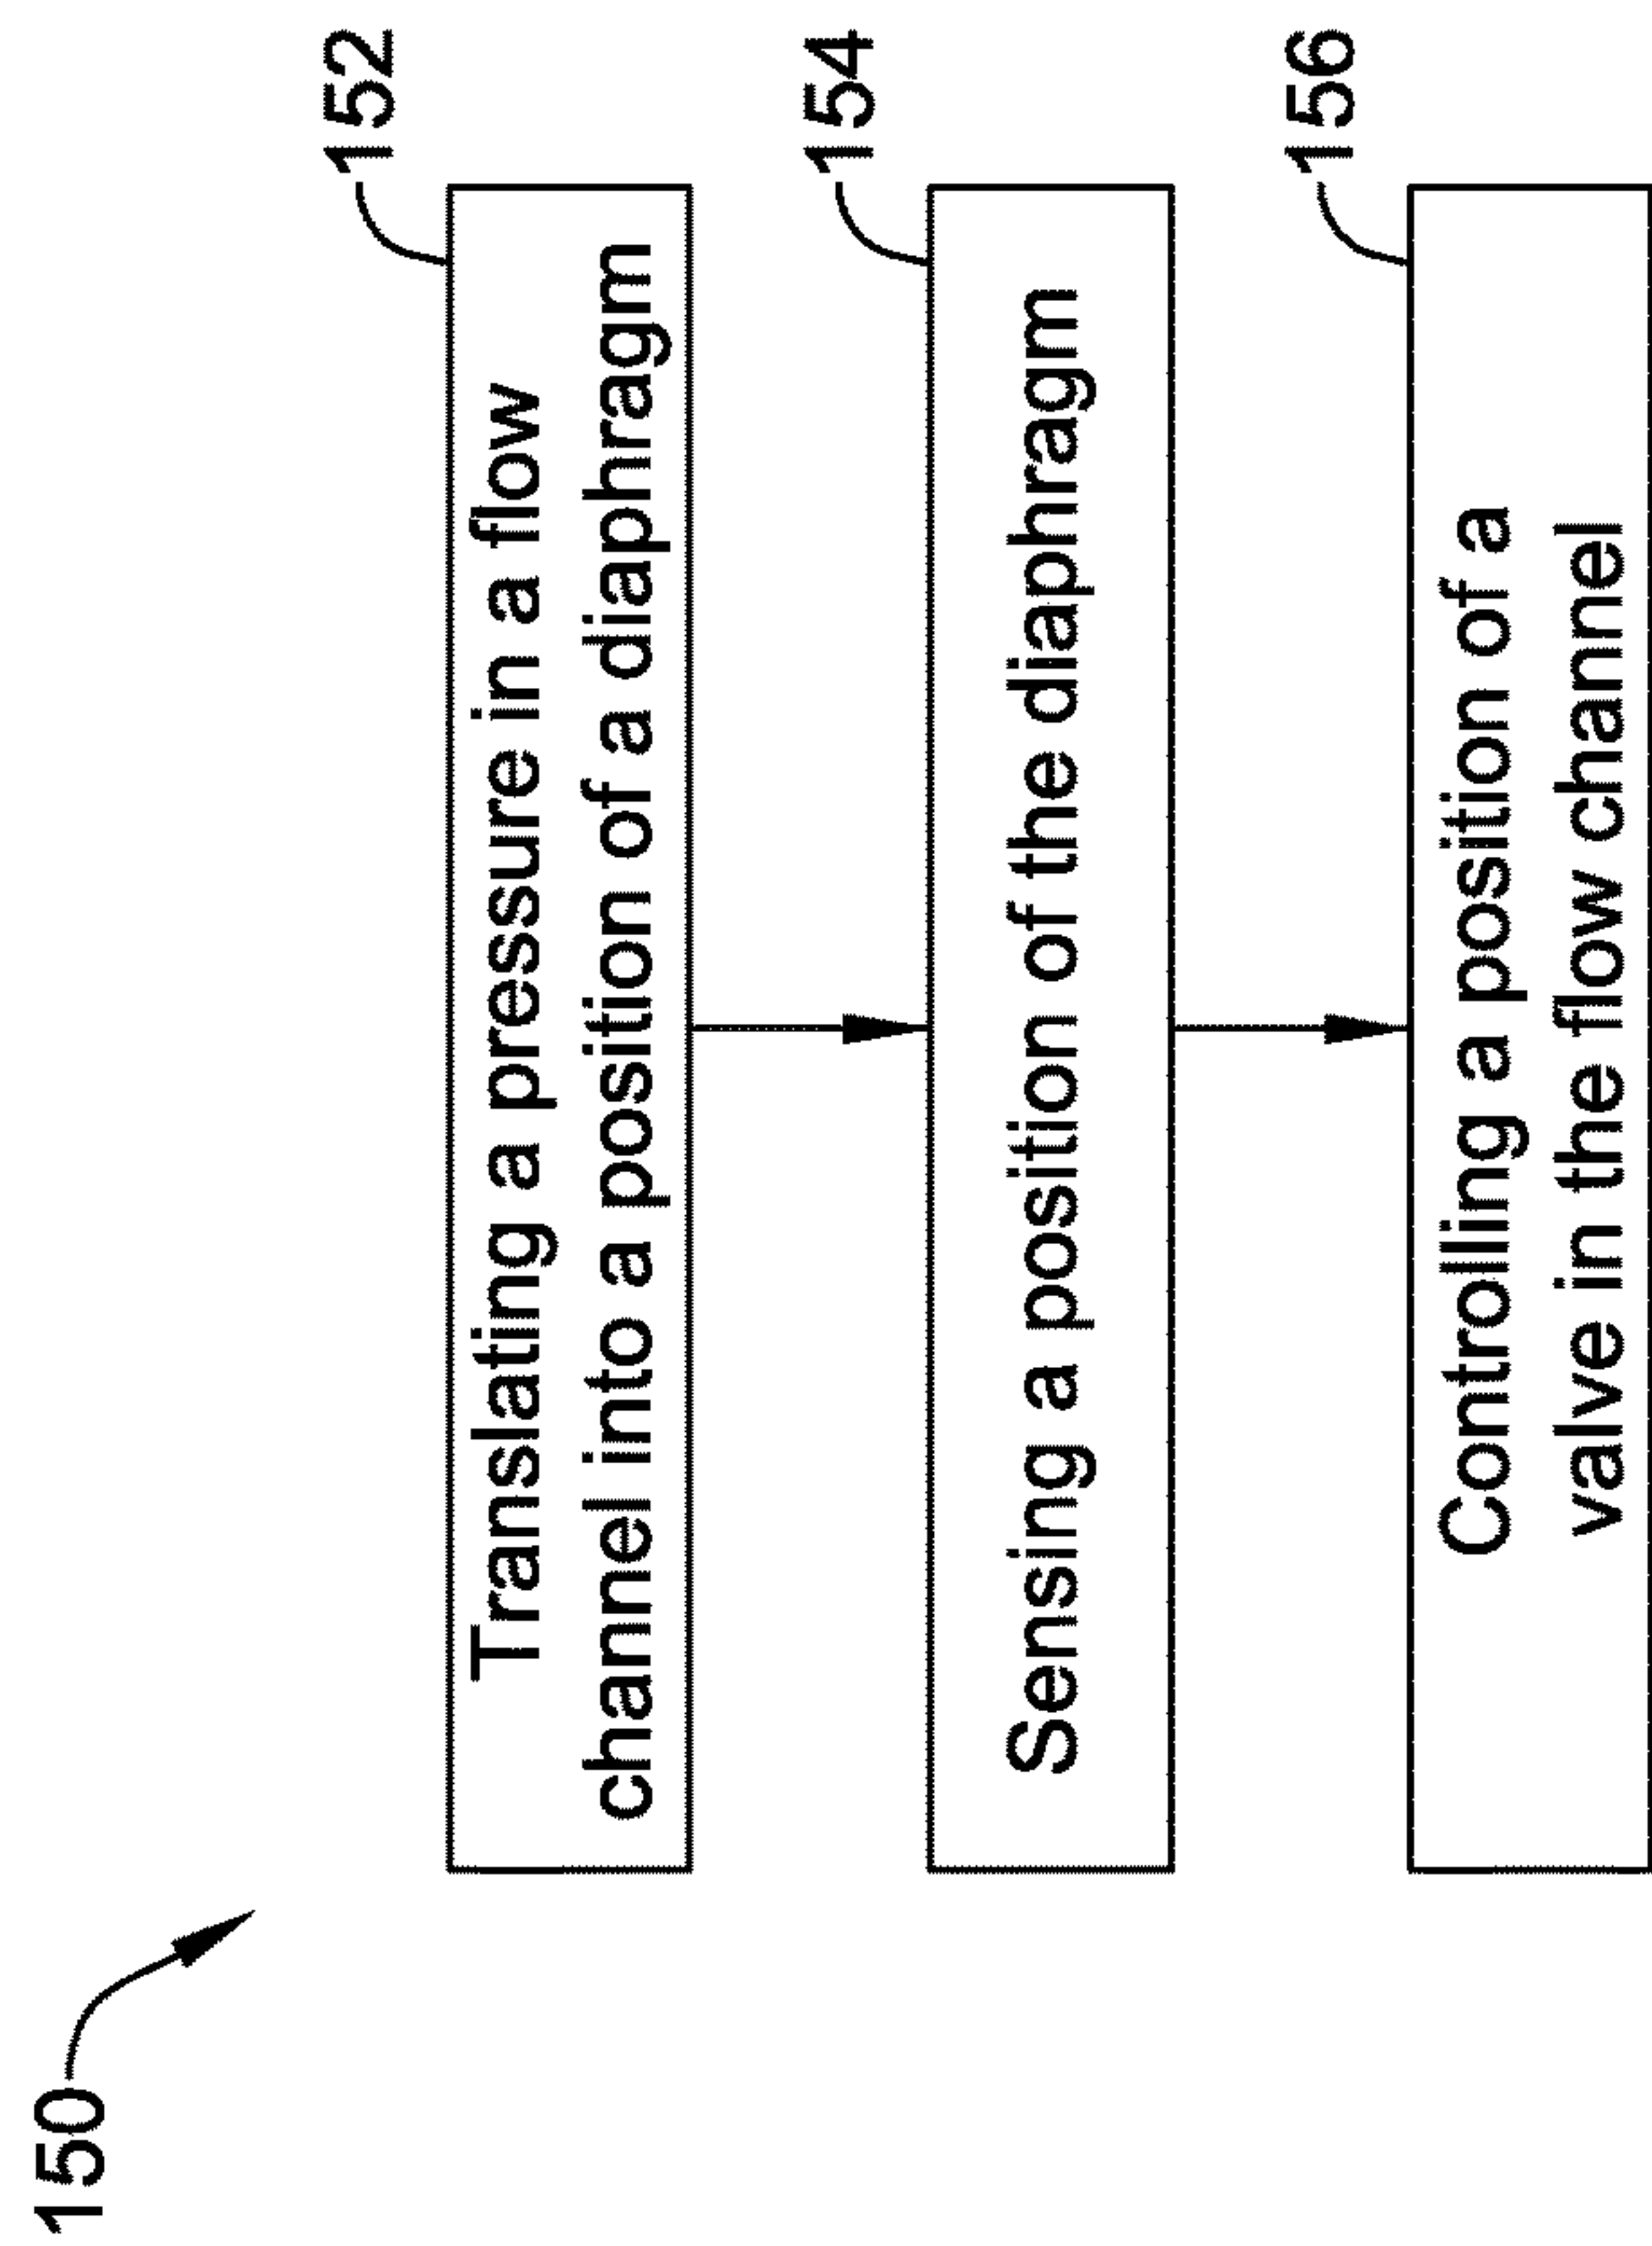 150
152
Translating a pressure in a flow
channel into a position of a diaphragm
154
Sensing a position of the diaphragm
156
Controlling a position of a
valve in the flow channel